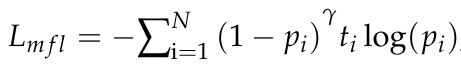 $L_{mfl} = -\sum_{i=1}^{N} (1 - p_i)^{\gamma} t_i \log(p_i)$.